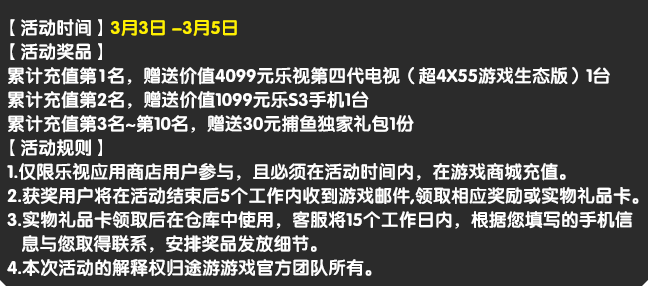 【活动时间】3月3日 –3月5日
【活动奖品】
累计充值第1名，赠送价值4099元乐视第四代电视（超4X55游戏生态版）1台
累计充值第2名，赠送价值1099元乐S3手机1台
累计充值第3名~第10名，赠送30元捕鱼独家礼包1份
【活动规则】
1.仅限乐视应用商店用户参与，且必须在活动时间内，在游戏商城充值。
2.获奖用户将在活动结束后5个工作内收到游戏邮件,领取相应奖励或实物礼品卡。
3.实物礼品卡领取后在仓库中使用，客服将15个工作日内，根据您填写的手机信
息与您取得联系，安排奖品发放细节。
4.本次活动的解释权归途游游戏官方团队所有。